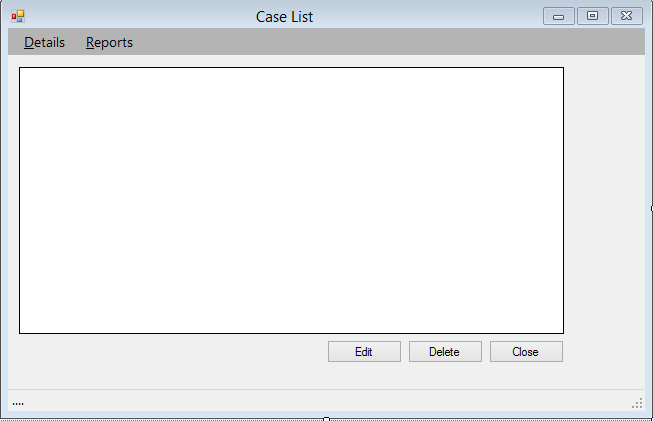 Case List
Details Reports
Edit Delete Close
....